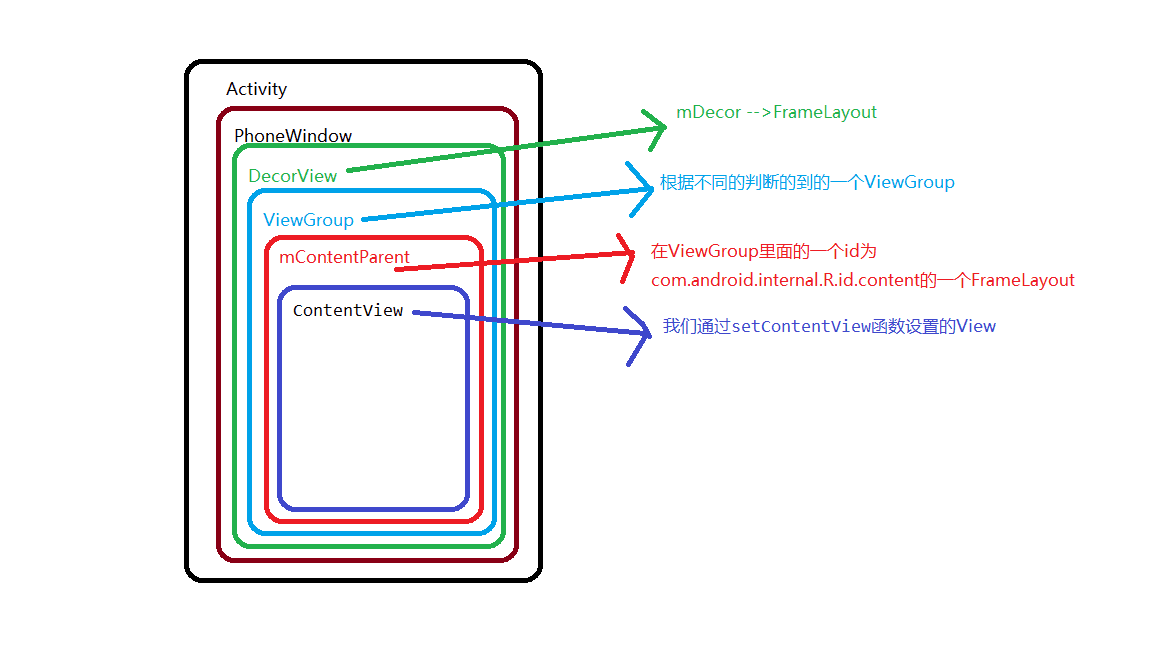 Activity
PhoneWindow
DecorView
ViewGroup
mContentParent
ContentView
mDecor -->FrameLayout
根据不同的判断的到的一个ViewGroup
在ViewGroup里面的一个id为
com.android.internal.R.id.content的一个FrameLayout
我们通过setContentView函数设置的View